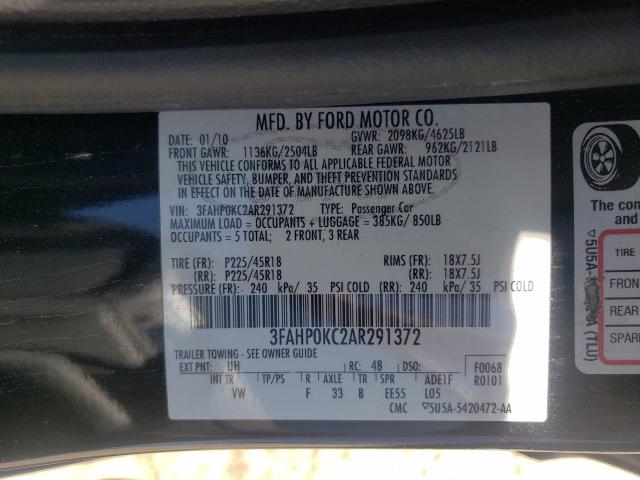 MFD. BY FORD MOTOR CO.
DATE: 01/10 GVWR: 2098KG/4625LB
FRONT GAWR: 1136KG/2504LB REAR GAWR: 962KG/2121LB
THIS VEHICLE CONFORMS TO ALL APPLICABLE FEDERAL MOTOR
VEHICLE SAFETY, BUMPER, AND THEFT PREVENTION STANDARDS
IN EFFECT ON THE DATE OF MANUFACTURE SHOWN ABOVE.
VIN: 3FAHP0KC2AR291372 TYPE: Passenger Car
MAXIMUM LOAD = OCCUPANTS + LUGGAGE = 385KG/ 850LB
OCCUPANTS = 5 TOTAL; 2 FRONT, 3 REAR
TIRE (FR): P225/45R18 RIMS (FR): 18X7.5J
(RR): P225/45R18 (RR): 18X7.5J
PRESSURE (FR): 240 kPa/ 35 PSI COLD (RR): 240 kPa/ 35 PSI COLD
3FAHP0KC2AR291372
TRAILER TOWING - SEE OWNER GUIDE
EXT PNT: UH RC: 48 DSO: F0068
INT TR TP/PS R AXLE TR SPR ADE1F R0101
VW F 33 B EE55 L05
CMC ▽5U5A-5420472-AA
The con
TIRE
FRON
REAR
SPAR
▽5U5A- A (TLU)